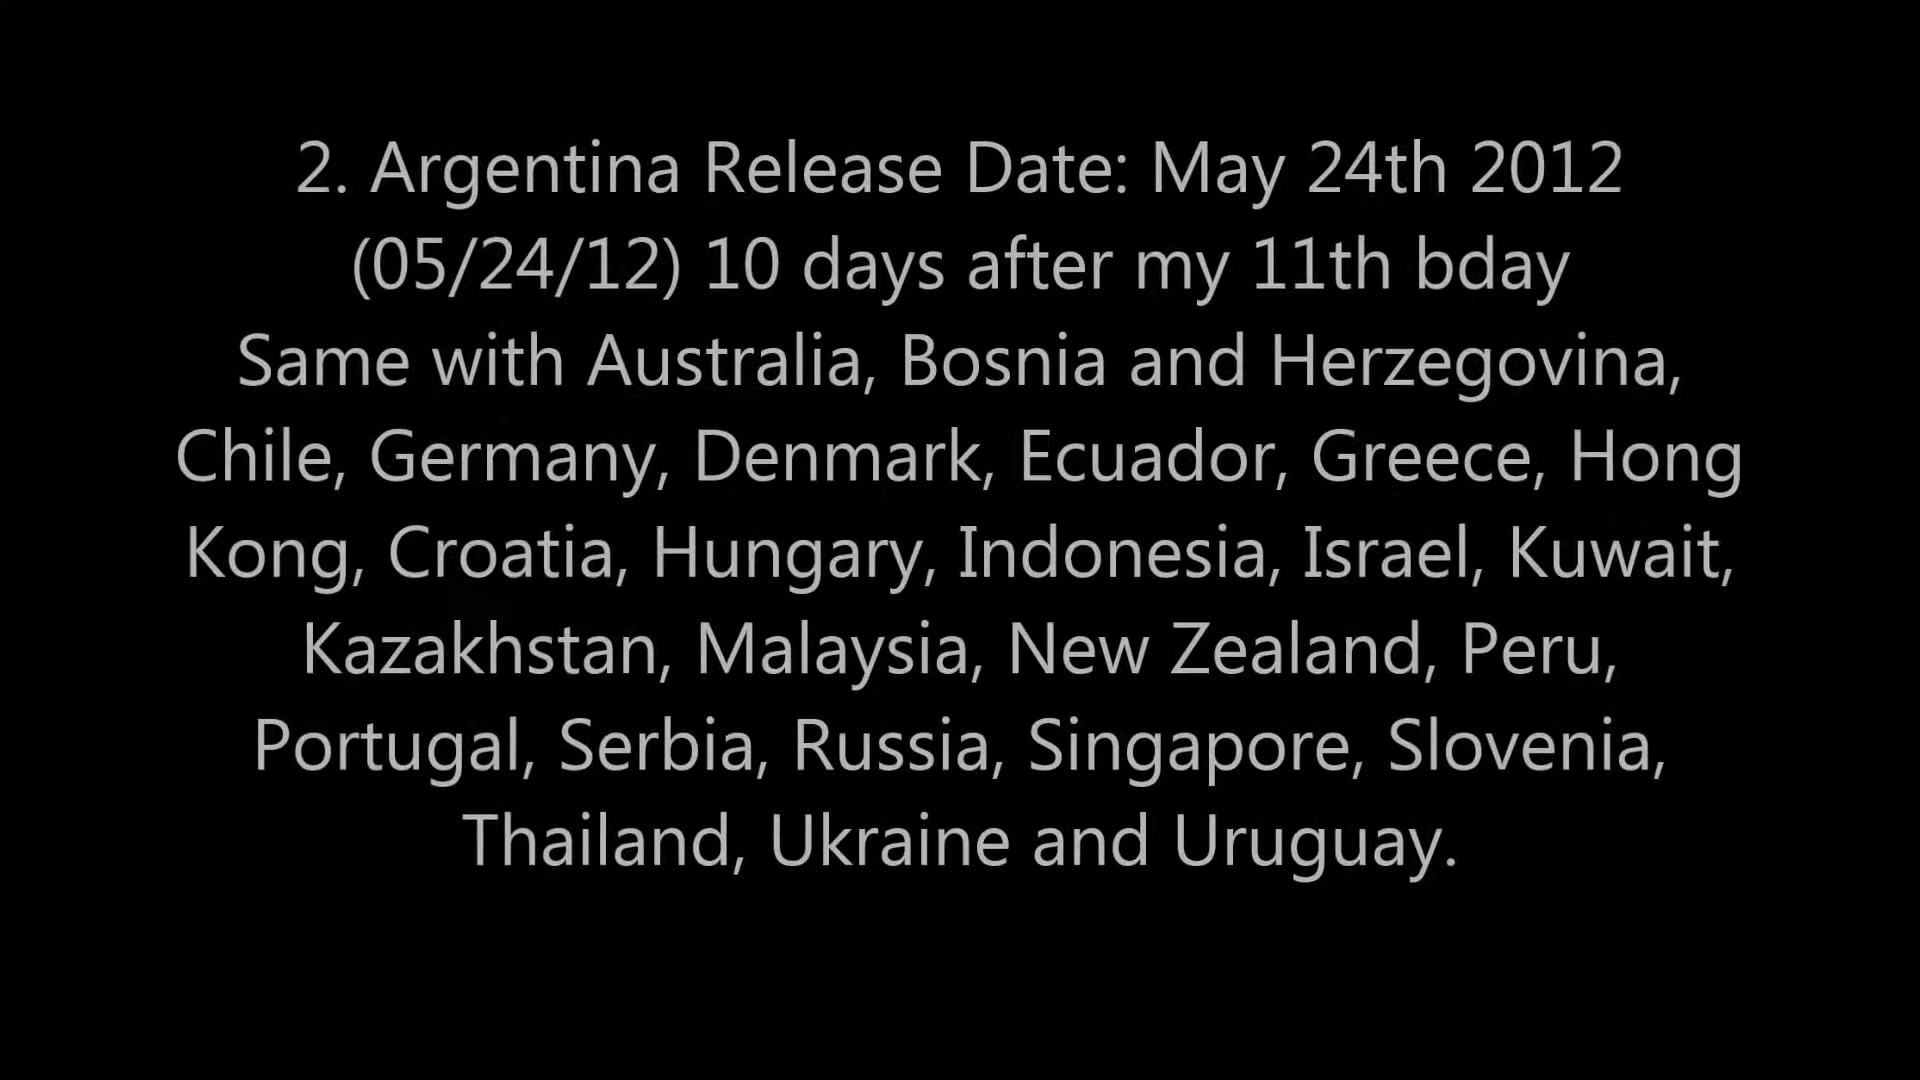 2. Argentina Release Date: May 24th 2012
(05/24/12) 10 days after my 11th bday
Same with Australia, Bosnia and Herzegovina,
Chile, Germany, Denmark, Ecuador, Greece, Hong
Kong, Croatia, Hungary, Indonesia, Israel, Kuwait,
Kazakhstan, Malaysia, New Zealand, Peru,
Portugal, Serbia, Russia, Singapore, Slovenia,
Thailand, Ukraine and Uruguay.